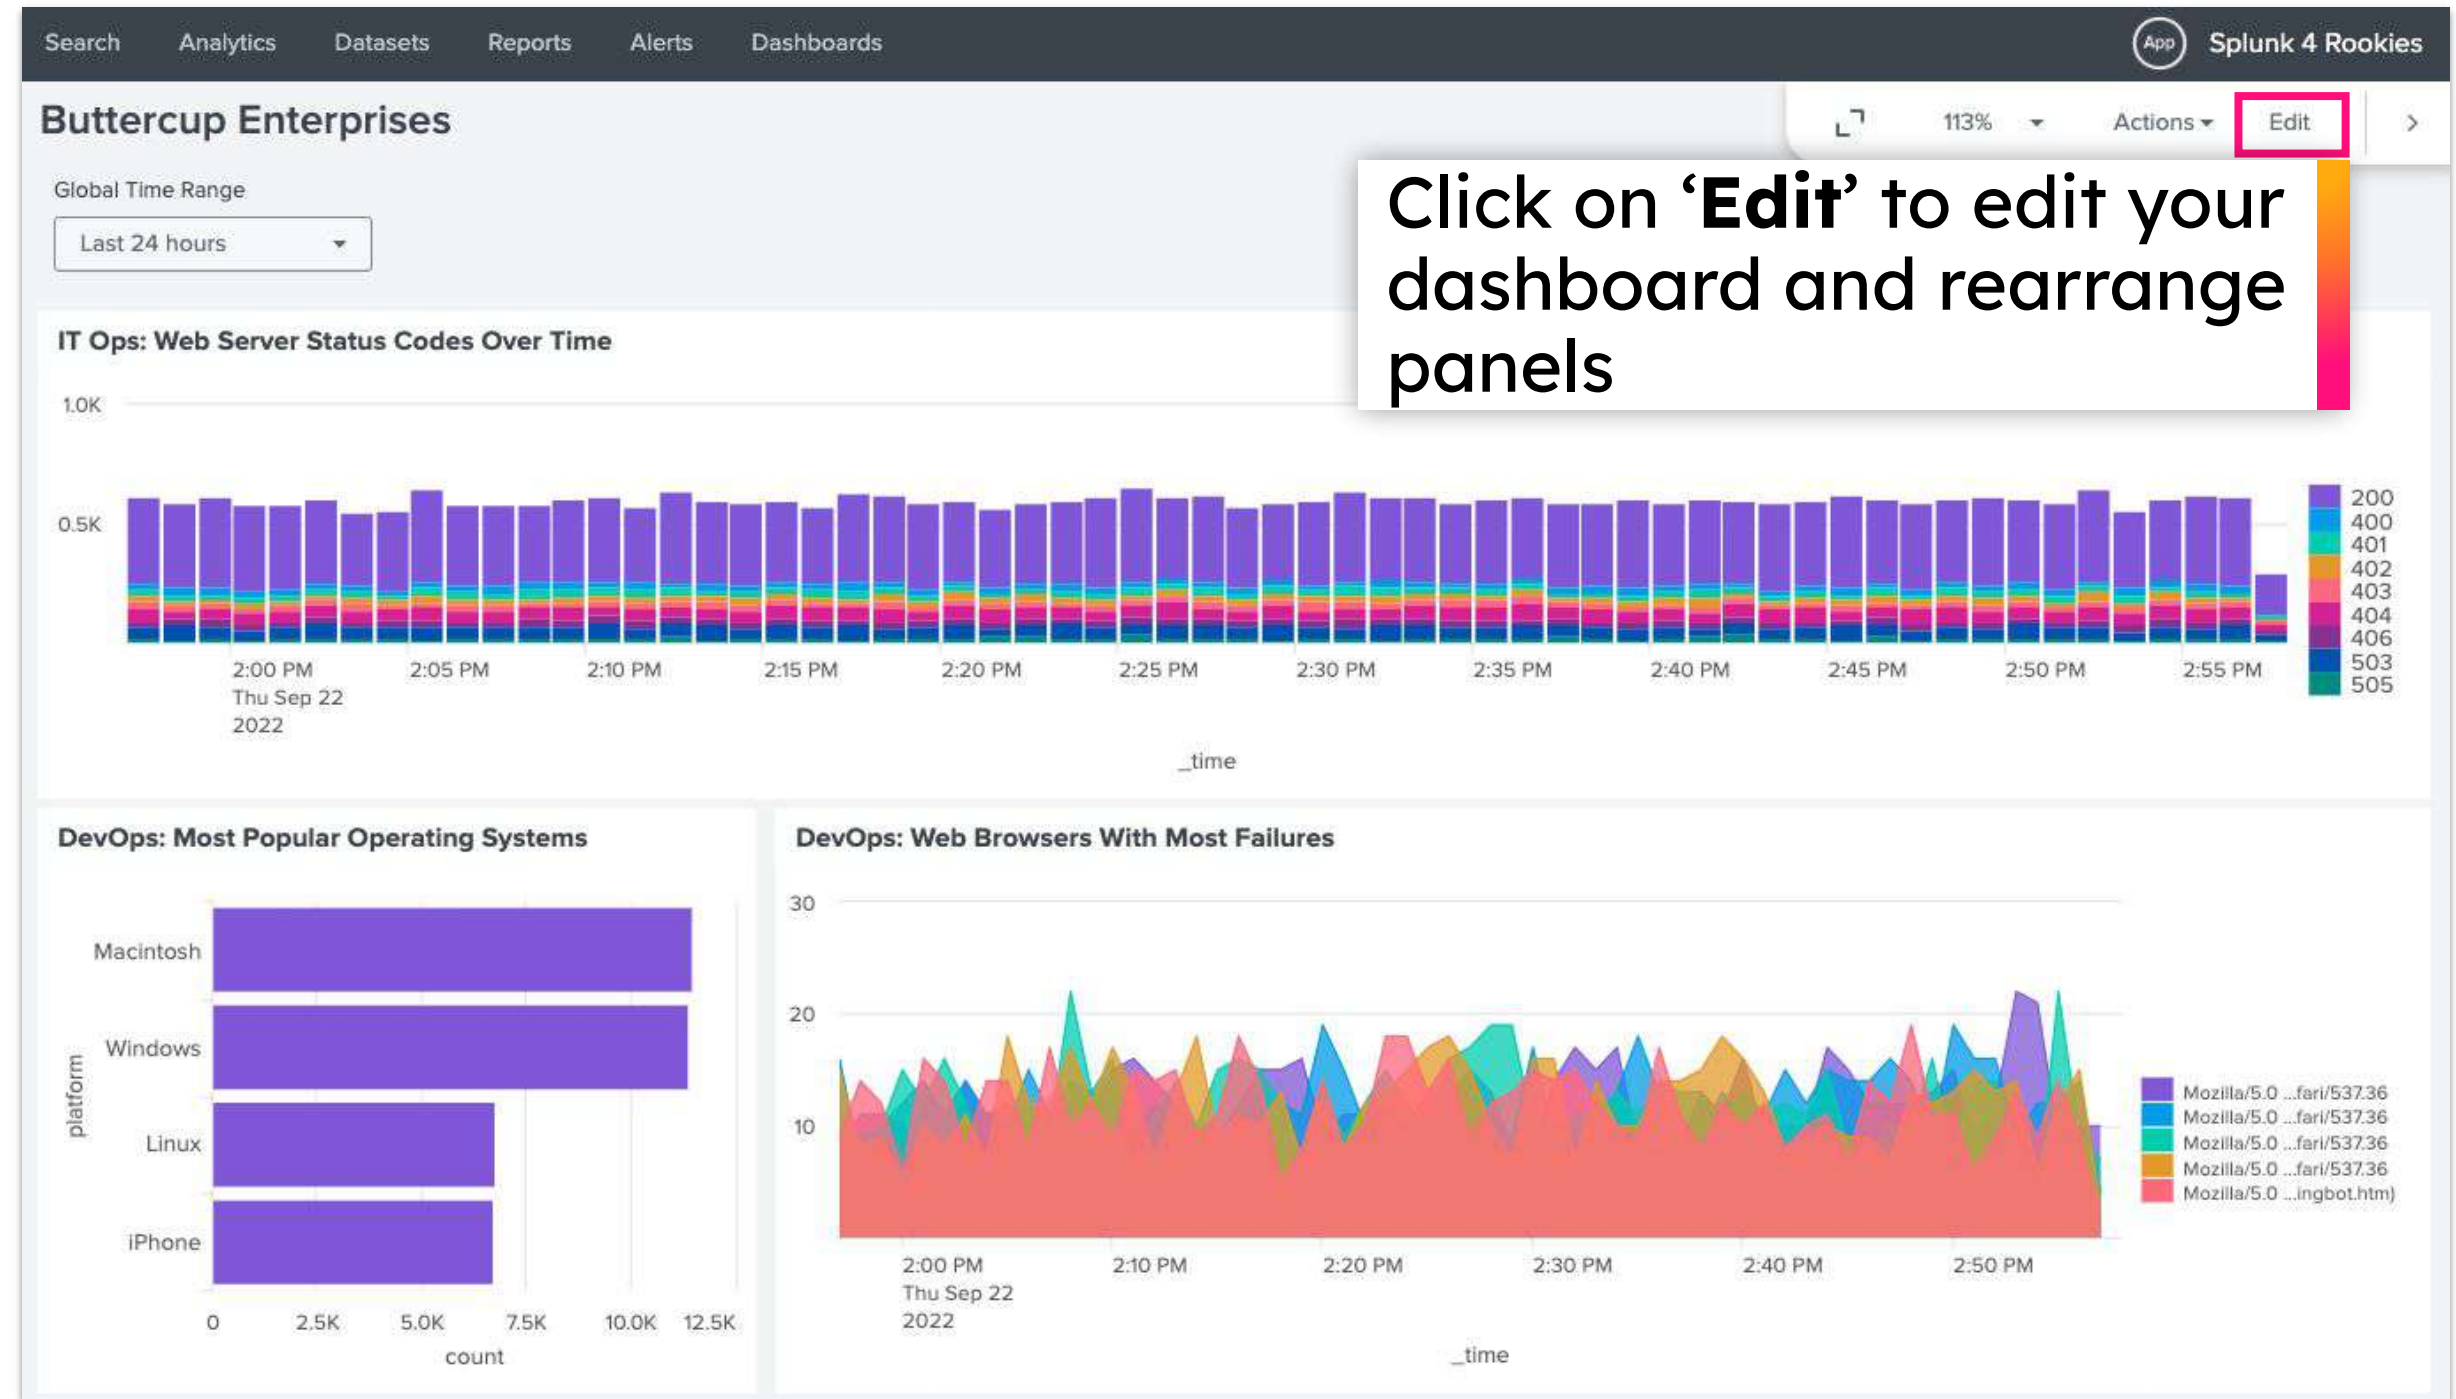 Search Analytics Datasets Reports Alerts Dashboards App Splunk 4 Rookies
Buttercup Enterprises
113% Actions Edit
Global Time Range
Last 24 hours
Click on ‘Edit’ to edit your
dashboard and rearrange
panels
IT Ops: Web Server Status Codes Over Time
1.0K
0.5K
200
400
401
402
403
404
406
503
505
2:00 PM 2:05 PM 2:10 PM 2:15 PM 2:20 PM 2:25 PM 2:30 PM 2:35 PM 2:40 PM 2:45 PM 2:50 PM 2:55 PM
Thu Sep 22
2022
_time
DevOps: Most Popular Operating Systems
platform
Macintosh
Windows
Linux
iPhone
0 2.5K 5.0K 7.5K 10.0K 12.5K
count
DevOps: Web Browsers With Most Failures
30
20
10
Mozilla/5.0 ...fari/537.36
Mozilla/5.0 ...fari/537.36
Mozilla/5.0 ...fari/537.36
Mozilla/5.0 ...fari/537.36
Mozilla/5.0 ...ingbot.htm)
2:00 PM 2:10 PM 2:20 PM 2:30 PM 2:40 PM 2:50 PM
Thu Sep 22
2022
_time